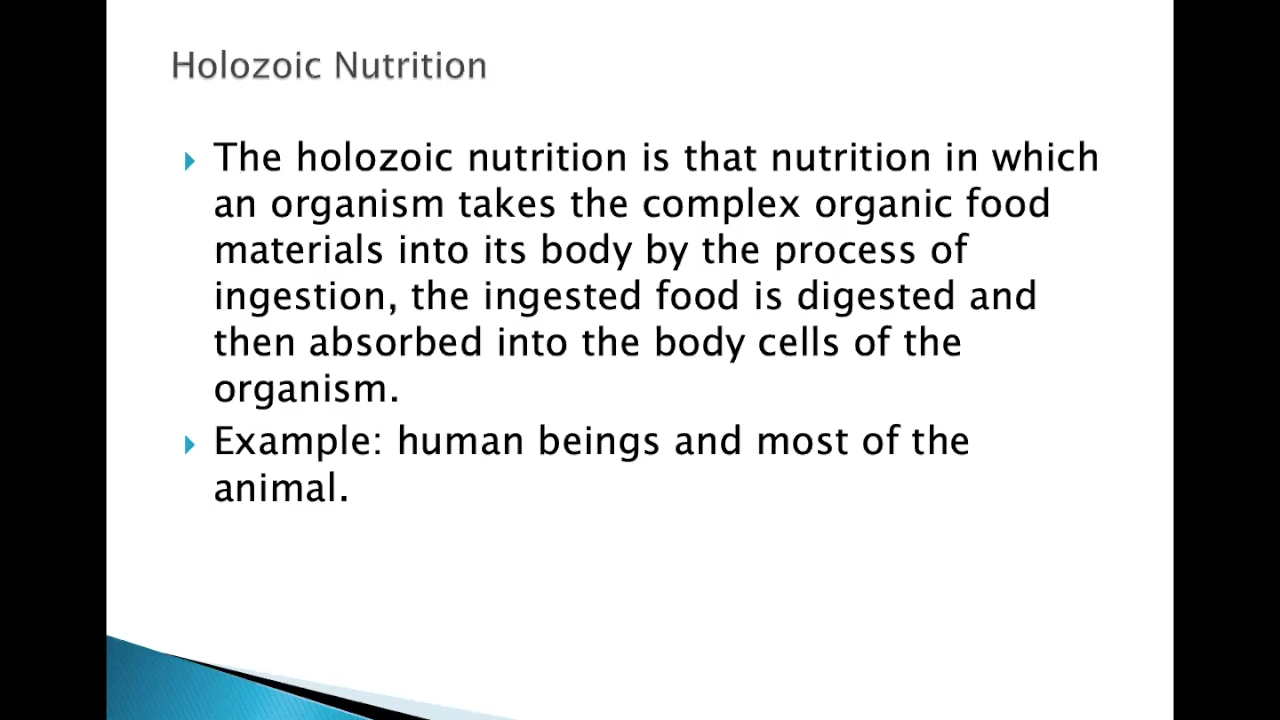 Holozoic Nutrition
The holozoic nutrition is that nutrition in which
an organism takes the complex organic food
materials into its body by the process of
ingestion, the ingested food is digested and
then absorbed into the body cells of the
organism.
Example: human beings and most of the
animal.